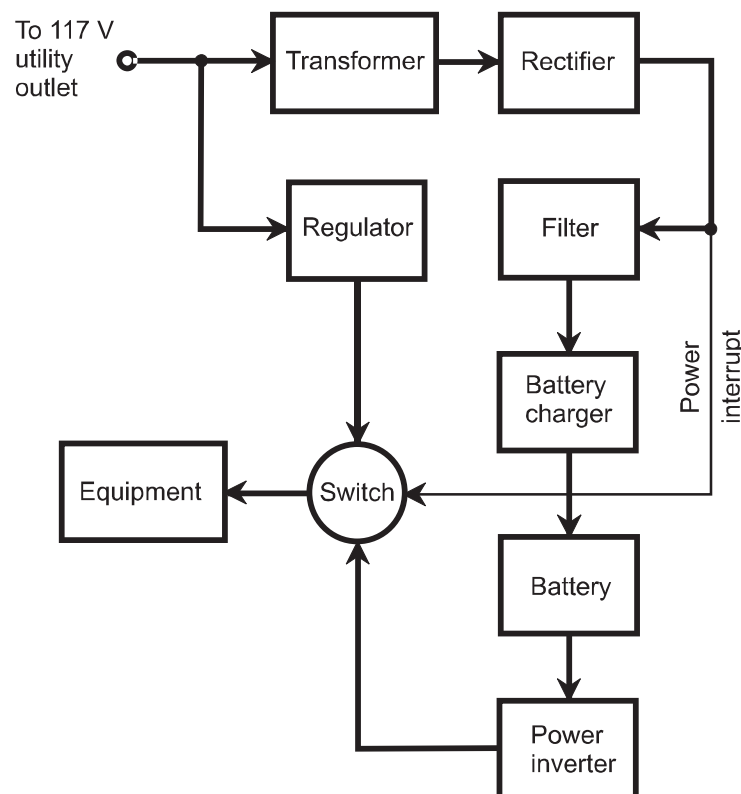 To 117 V
utility
outlet
Transformer
Rectifier
Regulator
Filter
Power
interrupt
Battery
charger
Equipment
Switch
Battery
Power
inverter